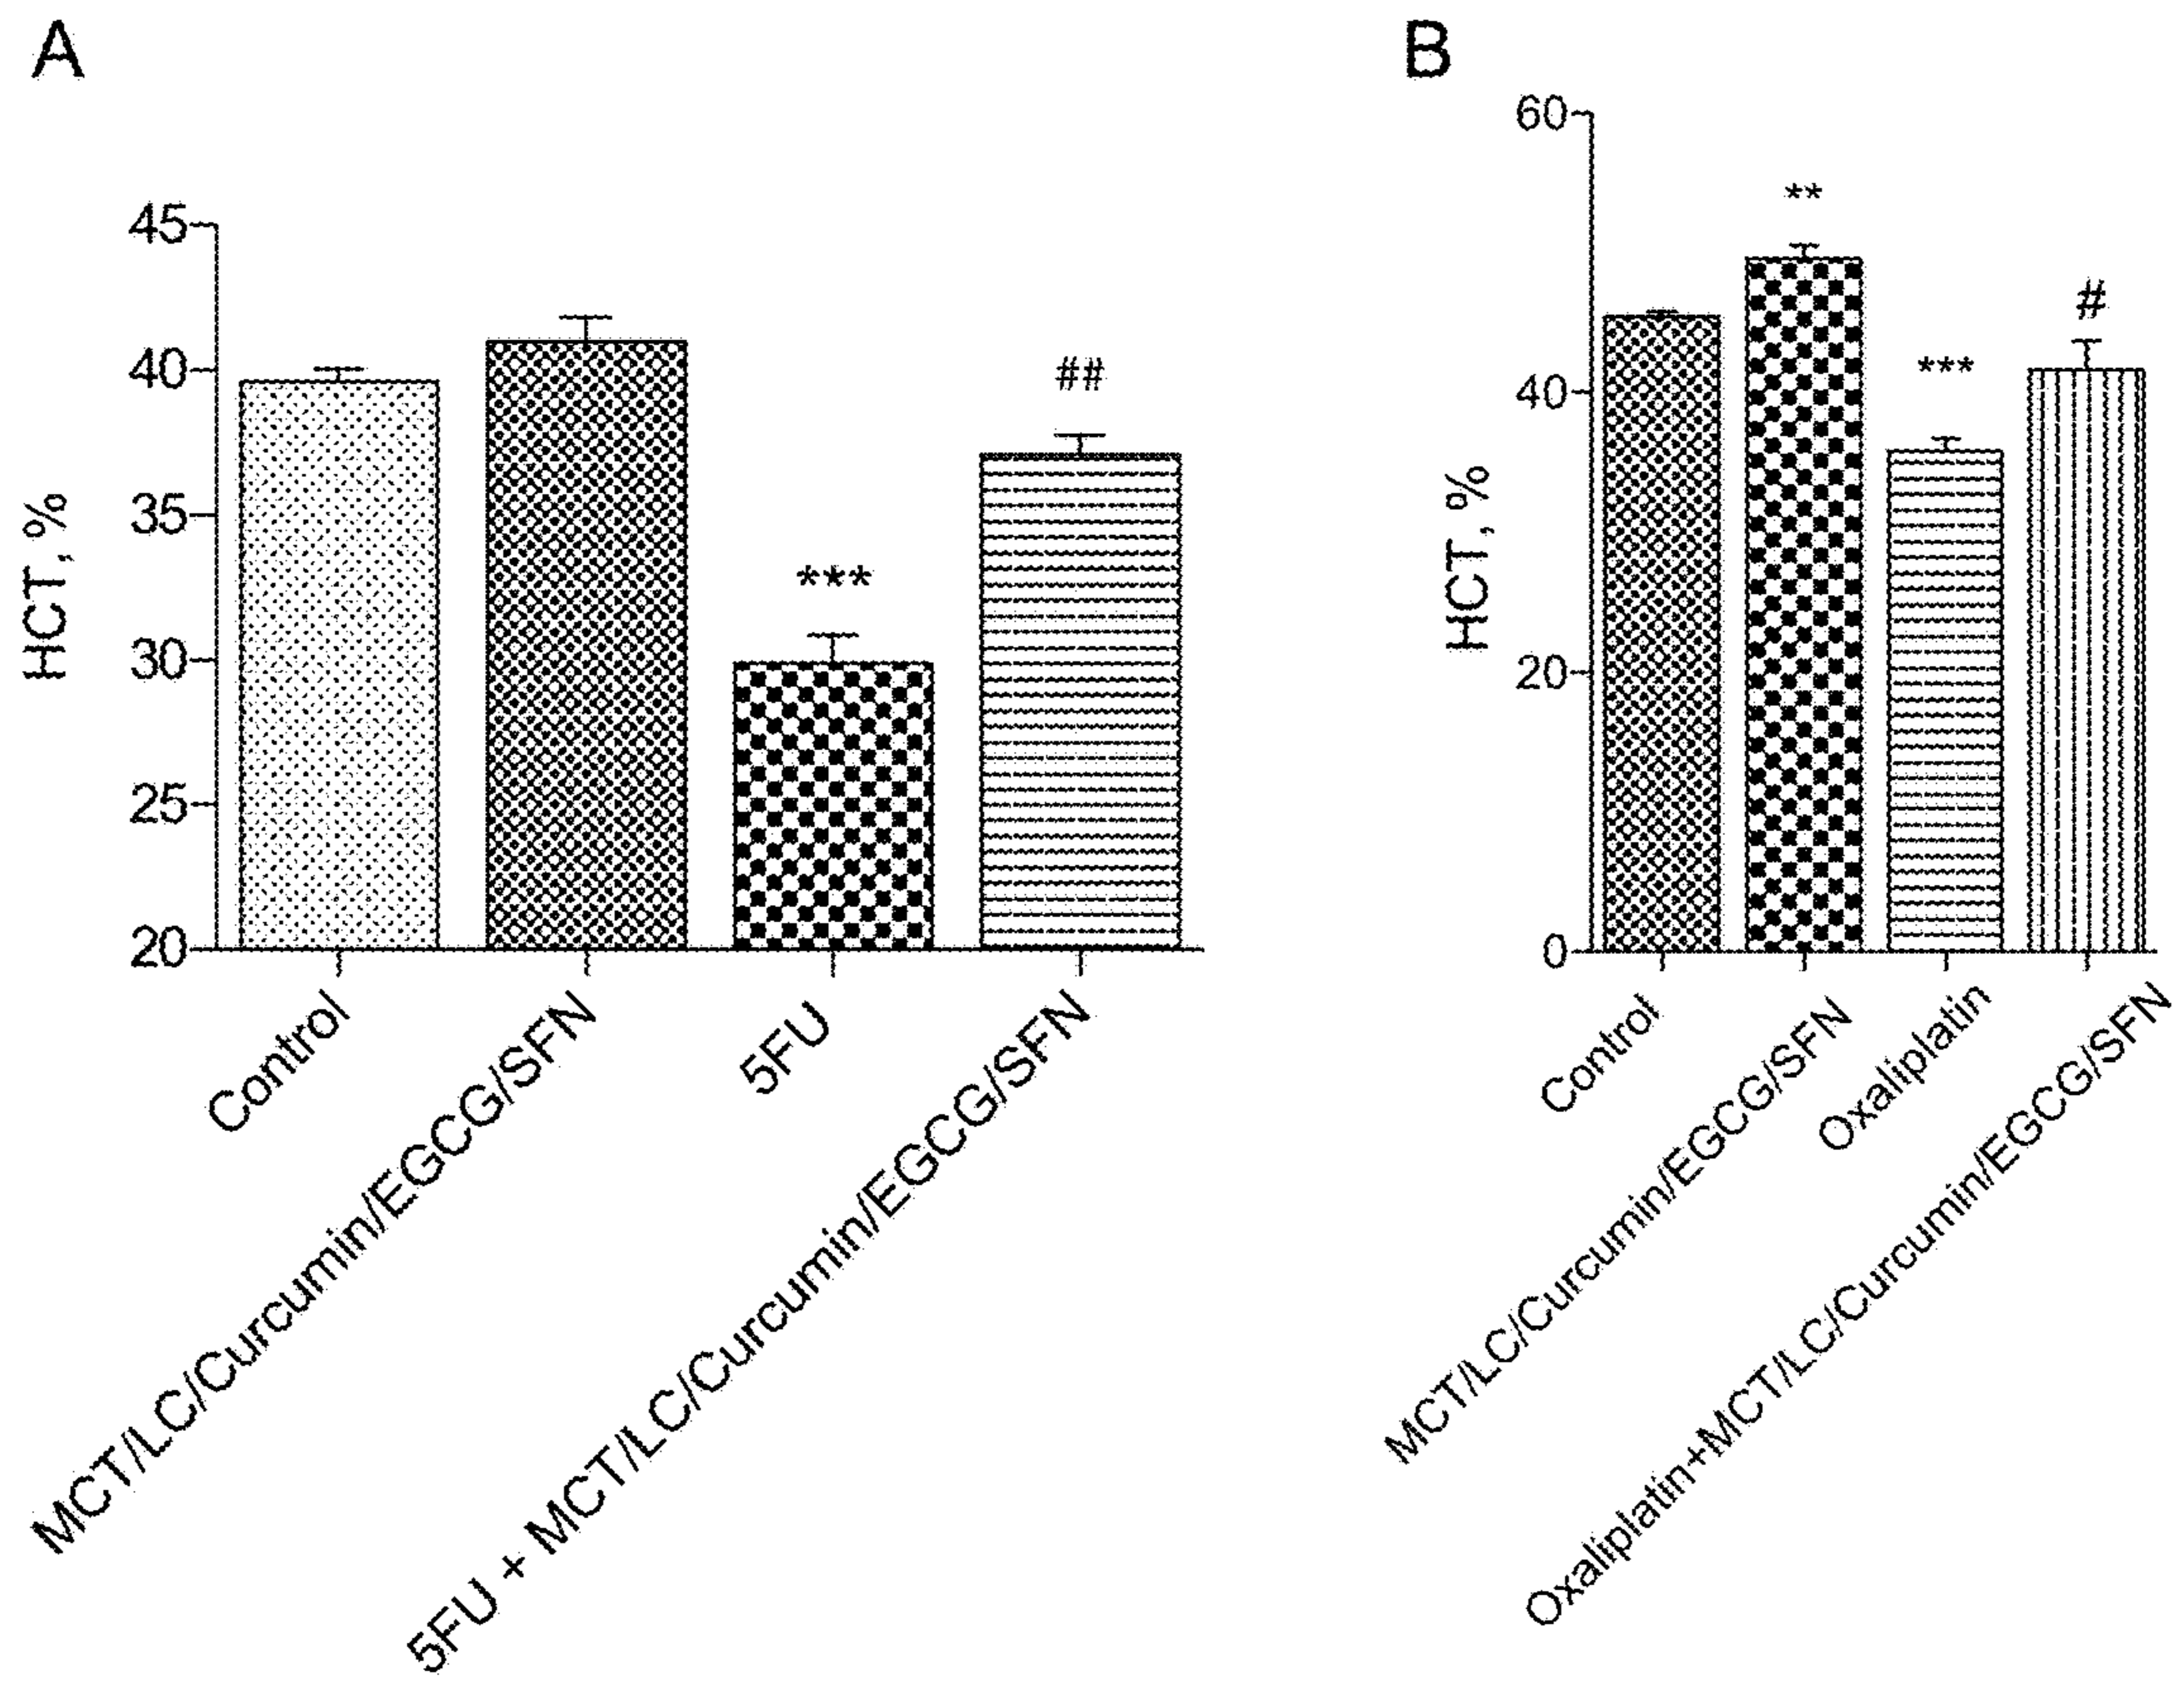 A
HCT, %
45
40
35
30
25
20
***
##
Control
MCT/LC/Curcumin/EGCG/SFN
5FU
5FU + MCT/LC/Curcumin/EGCG/SFN
B
HCT, %
60
40
20
0
**
***
#
Control
MCT/LC/Curcumin/EGCG/SFN
Oxaliplatin
Oxaliplatin+MCT/LC/Curcumin/EGCG/SFN